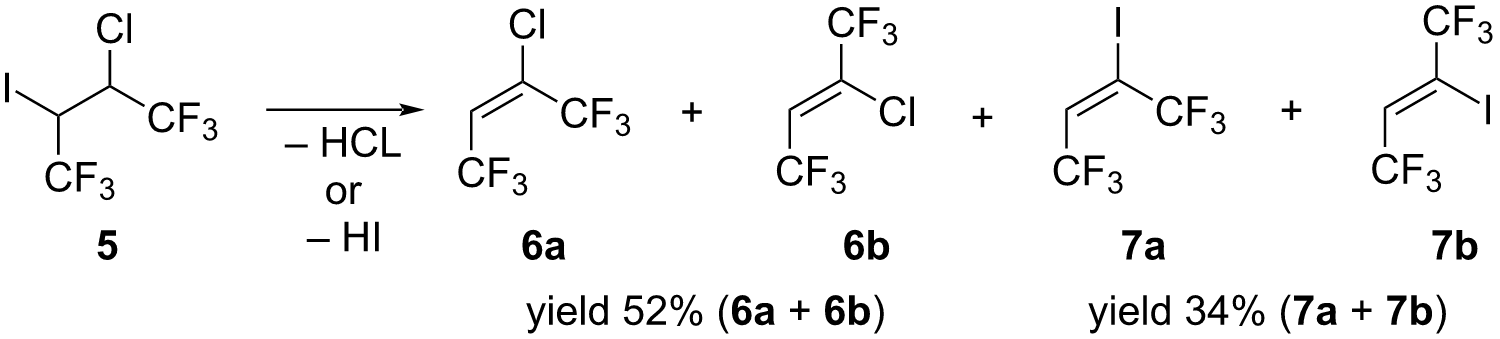 Cl
I
CF3
CF3
5
– HCL
or
– HI
Cl
CF3
CF3
6a
+
CF3
Cl
CF3
6b
+
I
CF3
CF3
7a
+
CF3
I
CF3
7b
yield 52% (6a + 6b)
yield 34% (7a + 7b)